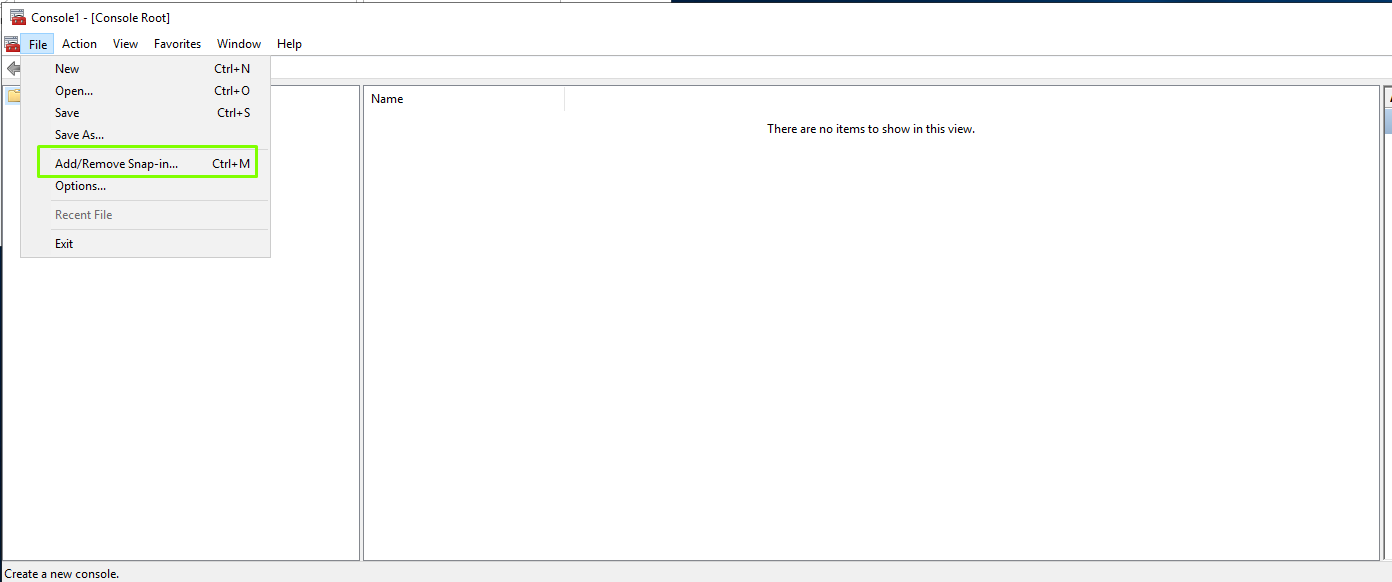 Console1 - [Console Root]
File Action View Favorites Window Help
New Ctrl+N
Open... Ctrl+O
Save Ctrl+S
Save As...
Add/Remove Snap-in... Ctrl+M
Options...
Recent File
Exit
Name
There are no items to show in this view.
Create a new console.